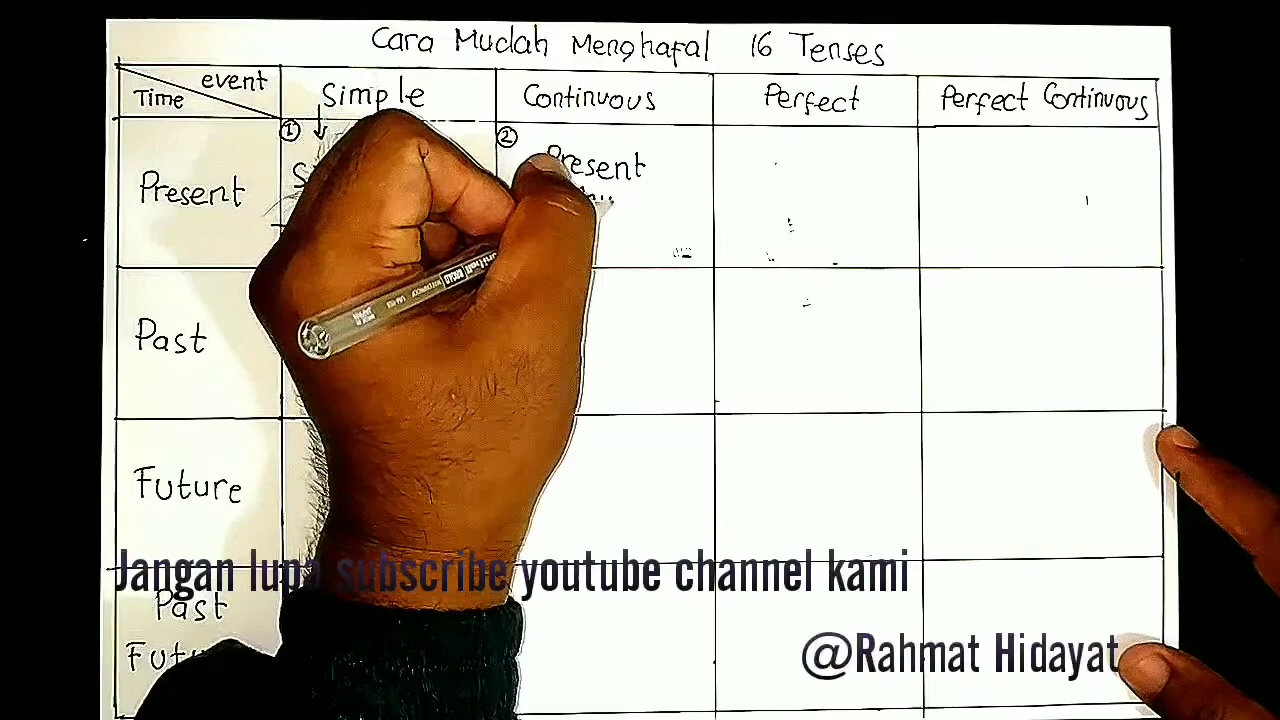 Cara Mudah Menghafal 16 Tenses
event
Time
Simple
Continuous
Perfect
Perfect Continuous
Present
①
②
Present
Past
Future
Past
Jangan lupa subscribe youtube channel kami
@Rahmat Hidayat